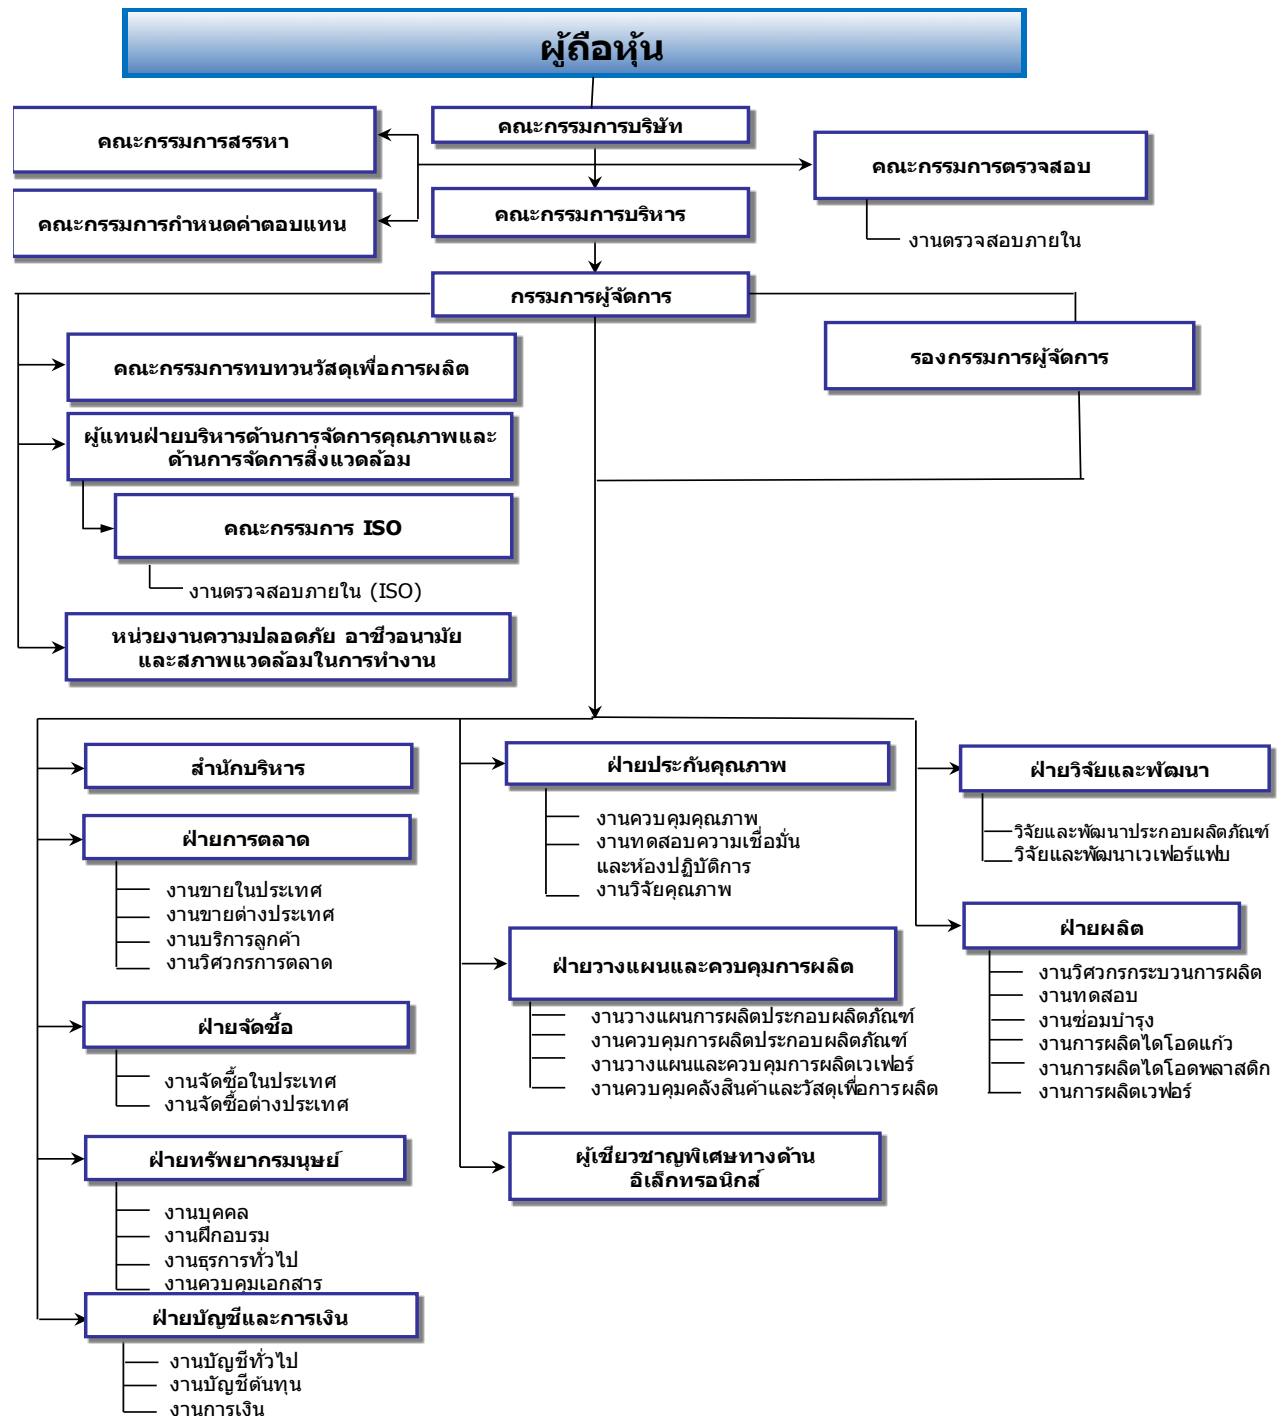 ผู้ถือหุ้น
คณะกรรมการบริษัท
คณะกรรมการสรรหา
คณะกรรมการตรวจสอบ
คณะกรรมการกำหนดค่าตอบแทน
คณะกรรมการบริหาร
งานตรวจสอบภายใน
กรรมการผู้จัดการ
รองกรรมการผู้จัดการ
คณะกรรมการทบทวนวัสดุเพื่อการผลิต
ผู้แทนฝ่ายบริหารด้านการจัดการคุณภาพและ
ด้านการจัดการสิ่งแวดล้อม
คณะกรรมการ ISO
งานตรวจสอบภายใน (ISO)
หน่วยงานความปลอดภัย อาชีวอนามัย
และสภาพแวดล้อมในการทำงาน
สำนักบริหาร
ฝ่ายการตลาด
งานขายในประเทศ
งานขายต่างประเทศ
งานบริการลูกค้า
งานวิศวกรการตลาด
ฝ่ายจัดซื้อ
งานจัดซื้อในประเทศ
งานจัดซื้อต่างประเทศ
ฝ่ายทรัพยากรมนุษย์
งานบุคคล
งานฝึกอบรม
งานธุรการทั่วไป
งานควบคุมเอกสาร
ฝ่ายบัญชีและการเงิน
งานบัญชีทั่วไป
งานบัญชีต้นทุน
งานการเงิน
ฝ่ายประกันคุณภาพ
งานควบคุมคุณภาพ
งานทดสอบความเชื่อมั่น
และห้องปฏิบัติการ
งานวิจัยคุณภาพ
ฝ่ายวางแผนและควบคุมการผลิต
งานวางแผนการผลิตประกอบผลิตภัณฑ์
งานควบคุมการผลิตประกอบผลิตภัณฑ์
งานวางแผนและควบคุมการผลิตเวเฟอร์
งานควบคุมคลังสินค้าและวัสดุเพื่อการผลิต
ผู้เชียวชาญพิเศษทางด้าน
อิเล็กทรอนิกส์
ฝ่ายวิจัยและพัฒนา
วิจัยและพัฒนาประกอบผลิตภัณฑ์
วิจัยและพัฒนาเวเฟอร์แฟบ
ฝ่ายผลิต
งานวิศวกรกระบวนการผลิต
งานทดสอบ
งานซ่อมบำรุง
งานการผลิตไดโอดแก้ว
งานการผลิตไดโอดพลาสติก
งานการผลิตเวฟอร์